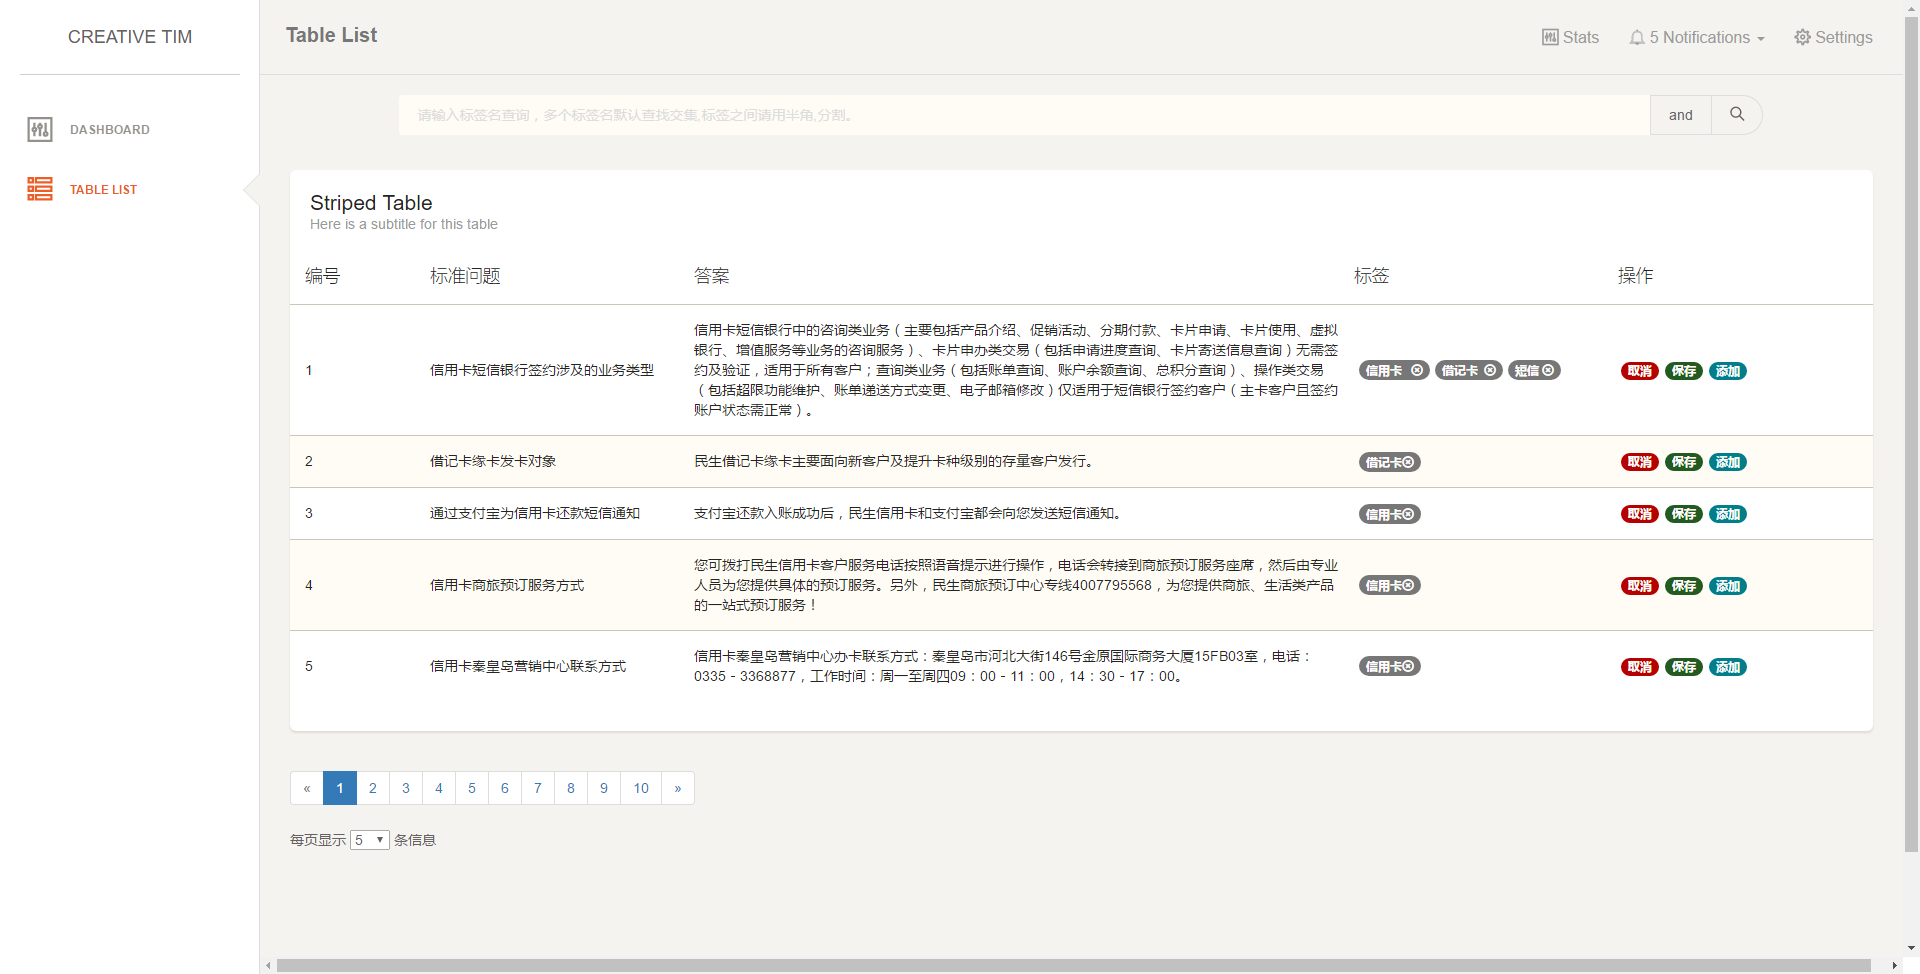 CREATIVE TIM
Table List
Stats
5 Notifications
Settings
DASHBOARD
TABLE LIST
请输入标签名查询，多个标签名默认查找交集,标签之间请用半角,分割。
and
Striped Table
Here is a subtitle for this table
编号 标准问题 答案 标签 操作
信用卡短信银行中的咨询类业务（主要包括产品介绍、促销活动、分期付款、卡片申请、卡片使用、虚拟
银行、增值服务等业务的咨询服务）、卡片申办类交易（包括申请进度查询、卡片寄送信息查询）无需签
1 信用卡短信银行签约涉及的业务类型 及验证，适用于所有客户；查询类业务（包括账单查询、账户余额查询、总积分查询）、操作类交易 信用卡 借记卡 短信 取消 保存 添加
（包括超限功能维护、账单递送方式变更、电子邮箱修改）仅适用于短信银行签约客户（主卡客户且签约
账户状态需正常）。
2 借记卡缘卡发卡对象 民生借记卡缘卡主要面向新客户及提升卡种级别的存量客户发行。 借记卡 取消 保存 添加
3 通过支付宝为信用卡还款短信通知 支付宝还款入账成功后，民生信用卡和支付宝都会向您发送短信通知。 信用卡 取消 保存 添加
您可拨打民生信用卡客户服务电话按照语音提示进行操作，电话会转接到商旅预订服务座席，然后由专业
4 信用卡商旅预订服务方式 人员为您提供具体的预订服务。另外，民生商旅预订中心专线4007795568，为您提供商旅、生活类产品 信用卡 取消 保存 添加
的一站式预订服务！
信用卡秦皇岛营销中心办卡联系方式：秦皇岛市河北大街146号金原国际商务大厦15FB03室，电话：
5 信用卡秦皇岛营销中心联系方式 信用卡 取消 保存 添加
0335－3368877，工作时间：周一至周四09：00－11：00，14：30－17：00。
« 1 2 3 4 5 6 7 8 9 10 »
每页显示 5 条信息